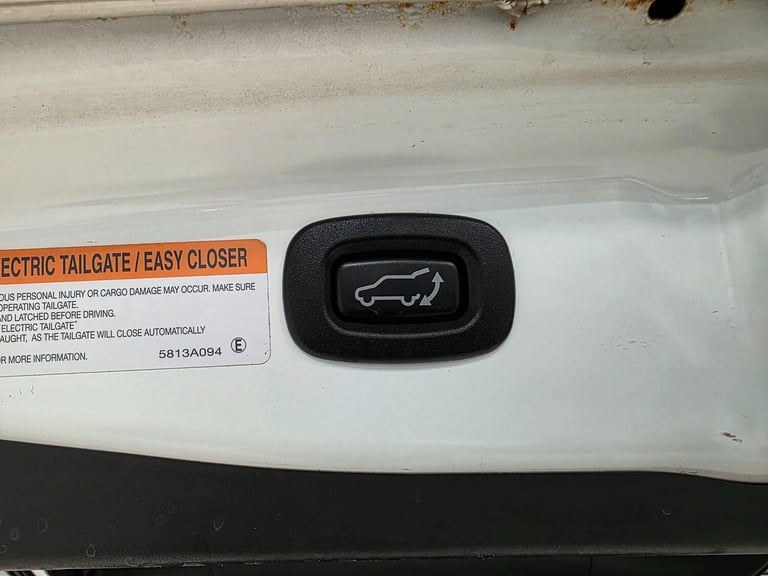 ECTRIC TAILGATE / EASY CLOSER
OUS PERSONAL INJURY OR CARGO DAMAGE MAY OCCUR. MAKE SURE
OPERATING TAILGATE.
AND LATCHED BEFORE DRIVING.
"ELECTRIC TAILGATE"
AUGHT, AS THE TAILGATE WILL CLOSE AUTOMATICALLY
OR MORE INFORMATION.
5813A094 Ⓔ